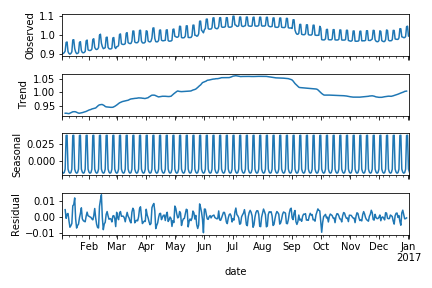 Observed
1.1
1.0
0.9
Trend
1.05
1.00
0.95
Seasonal
0.025
0.000
Residual
0.01
0.00
−0.01
Feb Mar Apr May Jun Jul Aug Sep Oct Nov Dec Jan
2017
date